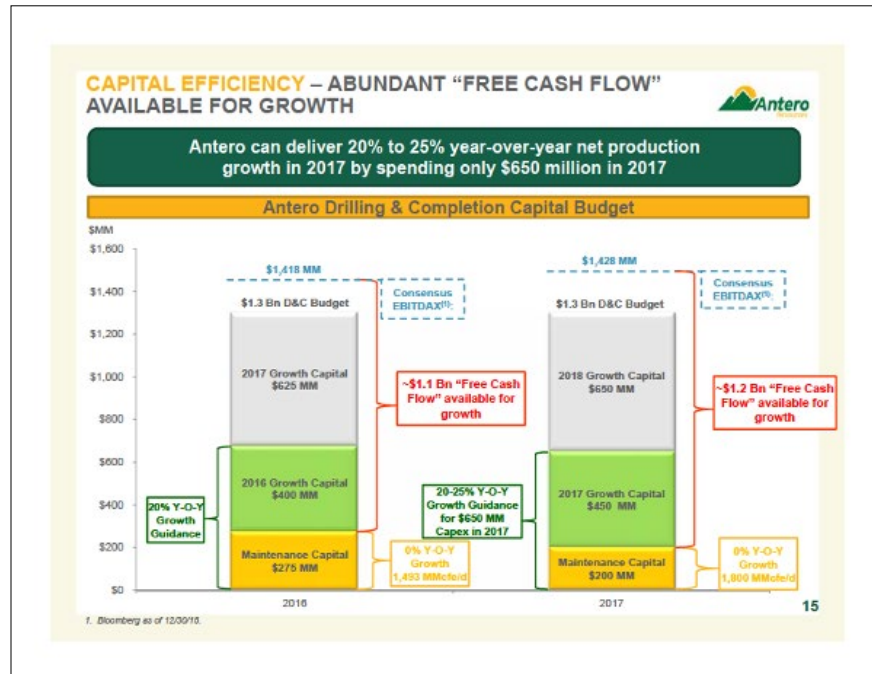 CAPITAL EFFICIENCY – ABUNDANT “FREE CASH FLOW”
AVAILABLE FOR GROWTH
Antero
Antero can deliver 20% to 25% year-over-year net production
growth in 2017 by spending only $650 million in 2017
Antero Drilling & Completion Capital Budget
$MM
$1,600
$1,400
$1,200
$1,000
$800
$600
$400
$200
$0
$1,418 MM
Consensus
EBITDAX(1):
$1.3 Bn D&C Budget
2017 Growth Capital
$625 MM
~$1.1 Bn “Free Cash
Flow” available for
growth
2016 Growth Capital
$400 MM
20% Y-O-Y
Growth
Guidance
Maintenance Capital
$275 MM
0% Y-O-Y
Growth
1,493 MMcfe/d
2016
$1,428 MM
Consensus
EBITDAX(1):
$1.3 Bn D&C Budget
2018 Growth Capital
$650 MM
~$1.2 Bn “Free Cash
Flow” available for
growth
20-25% Y-O-Y
Growth Guidance
for $650 MM
Capex in 2017
2017 Growth Capital
$450 MM
Maintenance Capital
$200 MM
0% Y-O-Y
Growth
1,800 MMcfe/d
2017
15
1. Bloomberg as of